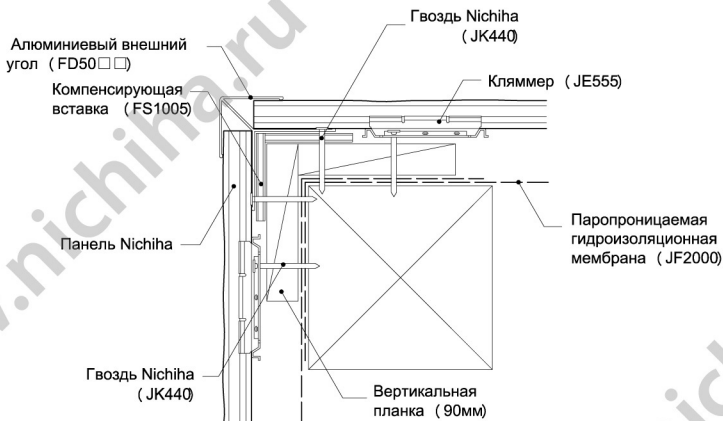 Гвоздь Nichiha
(JK440)
Алюминиевый внешний
угол (FD50□□)
Компенсирующая
вставка (FS1005)
Кляммер (JE555)
Панель Nichiha
Паропроницаемая
гидроизоляционная
мембрана (JF2000)
Гвоздь Nichiha
(JK440)
Вертикальная
планка (90мм)
.nichiha.ru